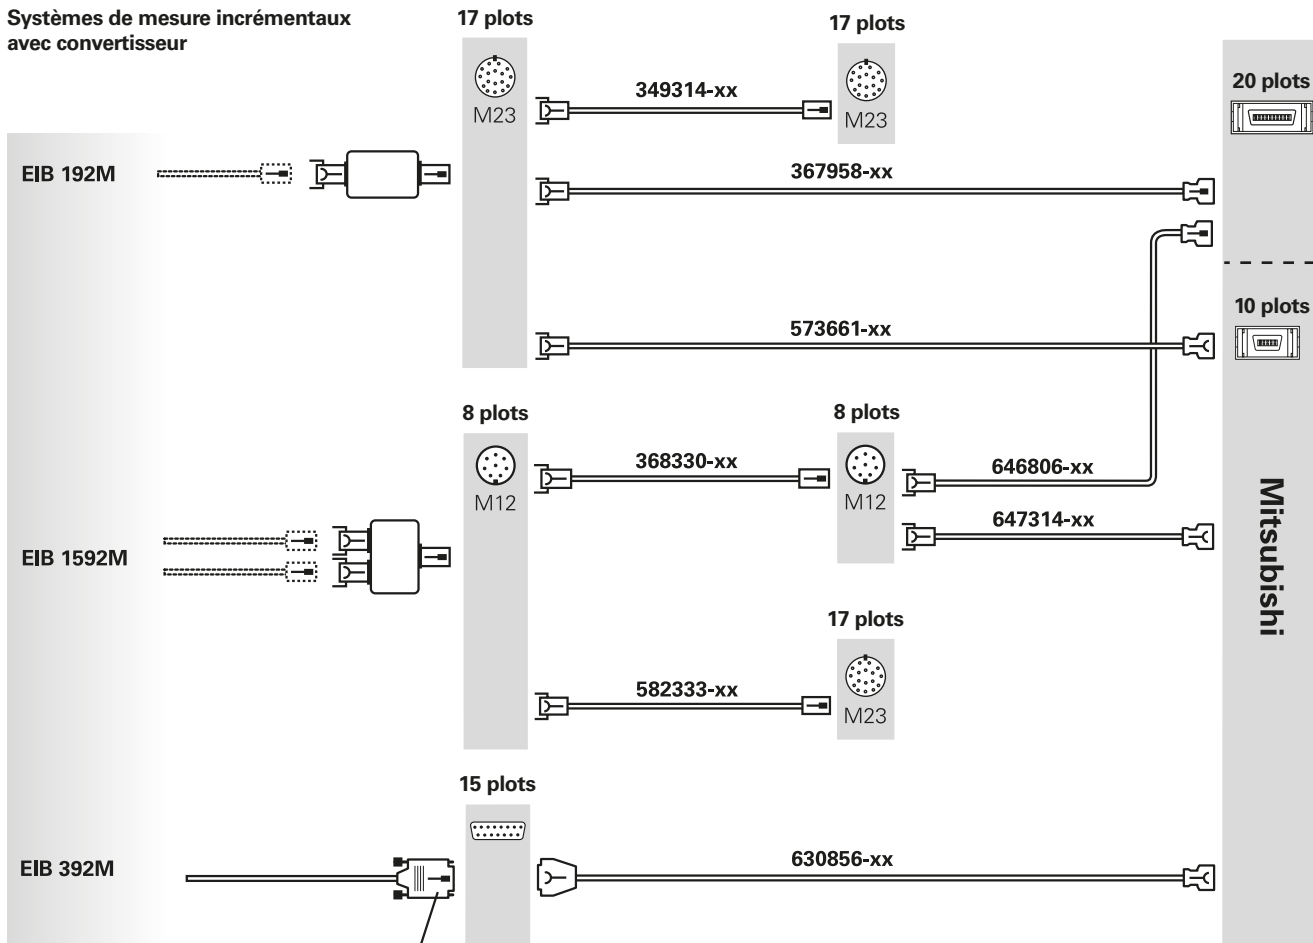 Systèmes de mesure incrémentaux
avec convertisseur
17 plots
M23
17 plots
M23
349314-xx
20 plots
EIB 192M
367958-xx
573661-xx
10 plots
8 plots
M12
368330-xx
8 plots
M12
646806-xx
647314-xx
Mitsubishi
EIB 1592M
17 plots
M23
582333-xx
15 plots
EIB 392M
630856-xx